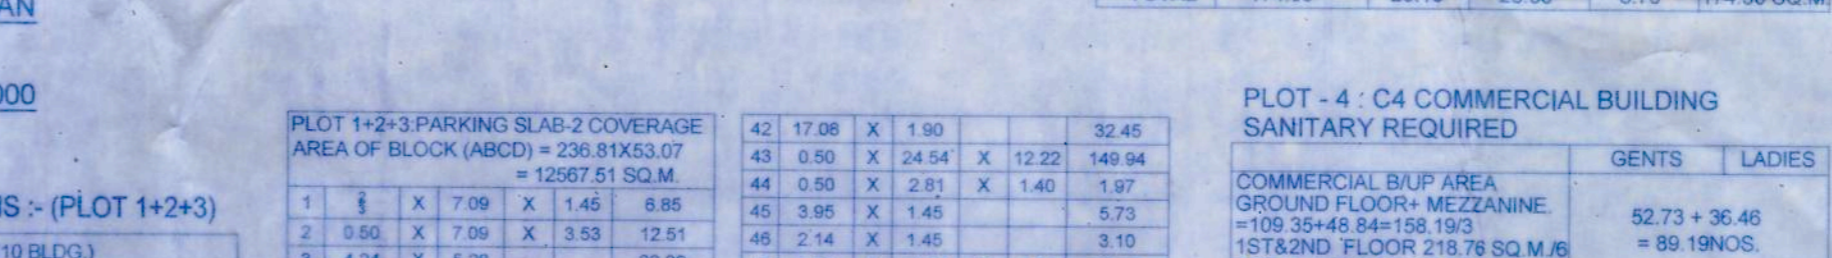 AN
000
S :- (PLOT 1+2+3)
10 BLDG.)
PLOT 1+2+3:PARKING SLAB-2 COVERAGE
AREA OF BLOCK (ABCD) = 236.81X53.07
= 12567.51 SQ.M.
1 X 7.09 X 1.45 6.85
2 0.50 X 7.09 X 3.53 12.51
42 17.08 X 1.90 32.45
43 0.50 X 24.54 X 12.22 149.94
44 0.50 X 2.81 X 1.40 1.97
45 3.95 X 1.45 5.73
46 2.14 X 1.45 3.10
PLOT - 4 : C4 COMMERCIAL BUILDING
SANITARY REQUIRED
GENTS LADIES
COMMERCIAL B/UP AREA
GROUND FLOOR+ MEZZANINE.
=109.35+48.84=158.19/3
1ST&2ND FLOOR 218.76 SQ.M./6
52.73 + 36.46
= 89.19NOS.